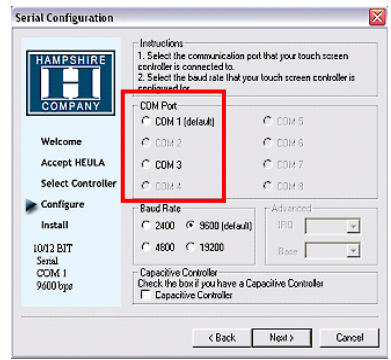 Serial Configuration
HAMPSHIRE
COMPANY
Welcome
Accept HEULA
Select Controller
Configure
Install
10/12 BIT
Serial
COM 1
9600 bps
Instructions
1. Select the communication port that your touch screen
controller is connected to.
2. Select the baud rate that your touch screen controller is
configured for.
COM Port
COM 1 (default)
COM 5
COM 2
COM 6
COM 3
COM 7
COM 4
COM 8
Baud Rate
2400
9600 (default)
4800
19200
Advanced
IRQ
Base
Capacitive Controller
Check the box if you have a Capacitive Controller
Capacitive Controller
< Back
Next >
Cancel